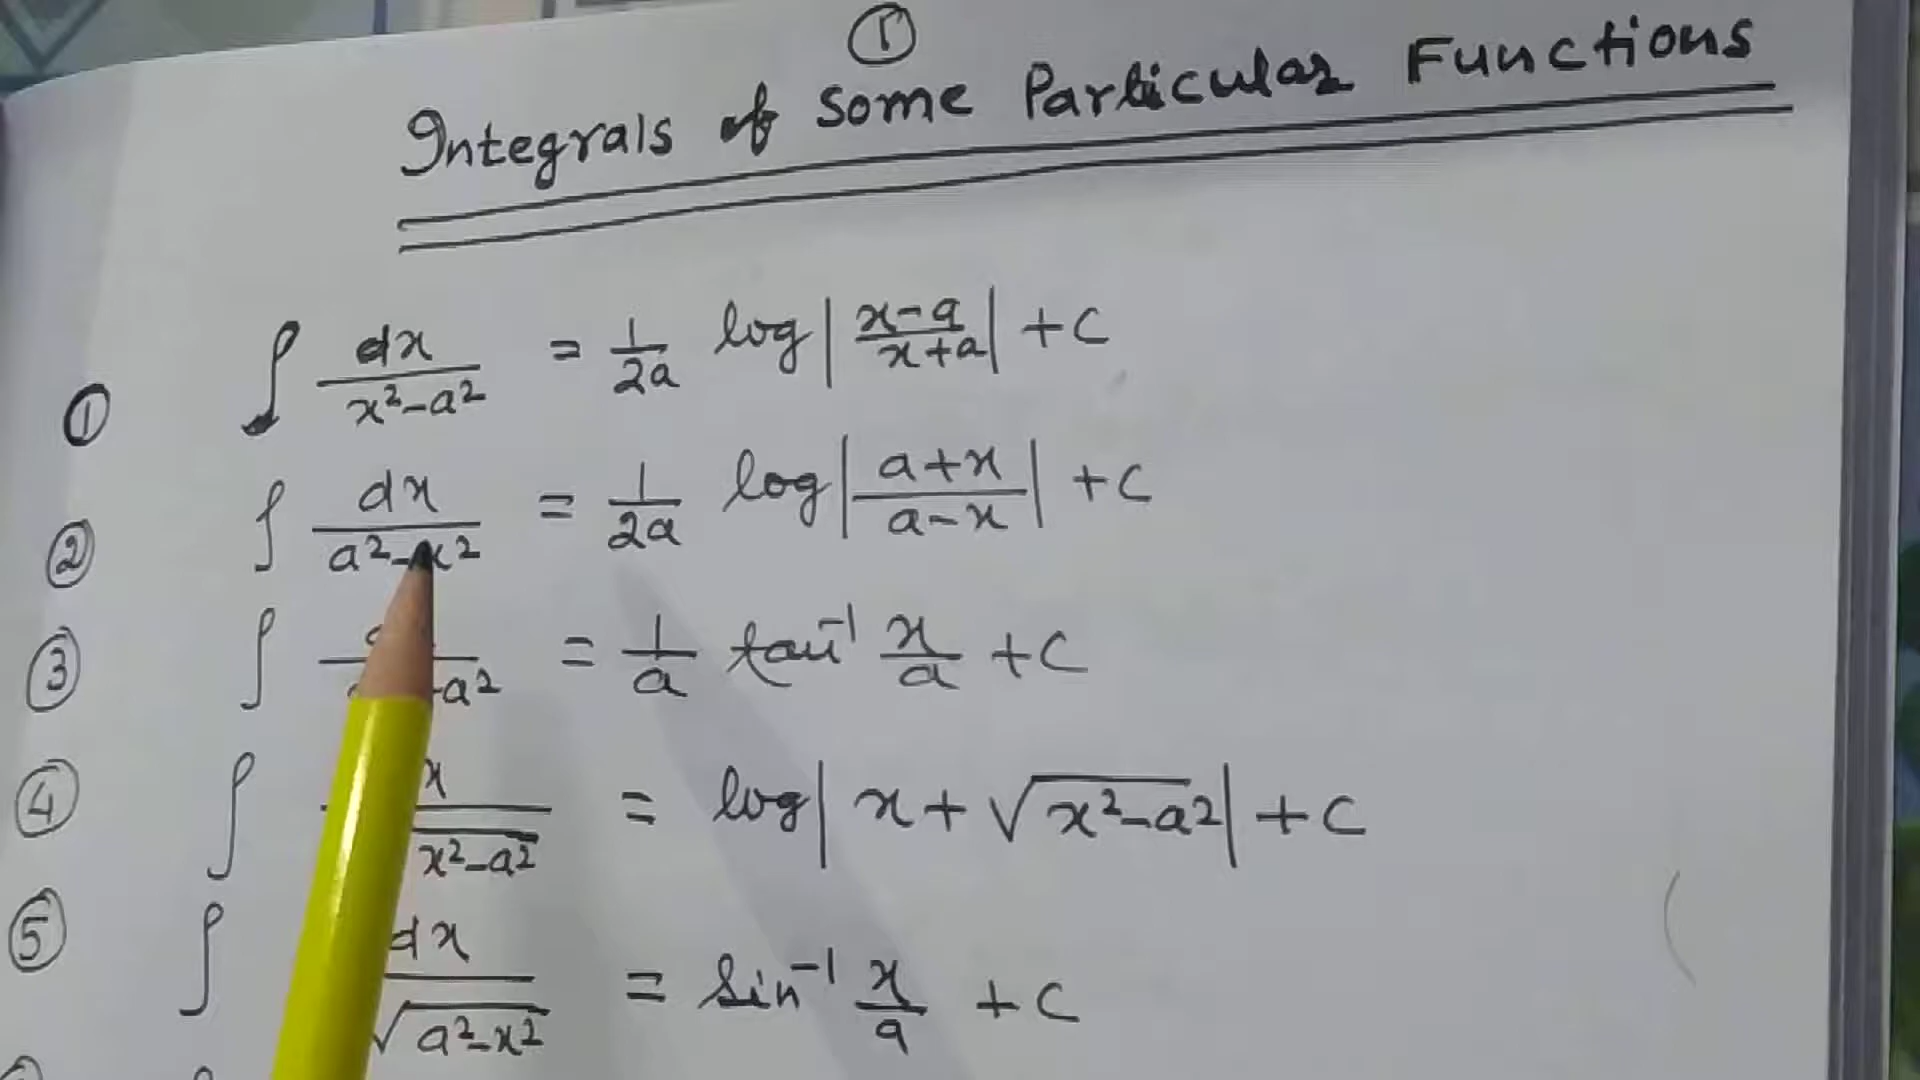 ①
Integrals of Some Particular Functions
① ∫ dx / x²-a² = 1/2a log | x-a / x+a | + C
② ∫ dx / a²-x² = 1/2a log | a+x / a-x | + C
③ ∫ a² = 1/a tan⁻¹ x/a + C
④ ∫ x / √x²-a² = log | x + √x²-a² | + C
⑤ ∫ dx / √a²-x² = Sin⁻¹ x/a + C